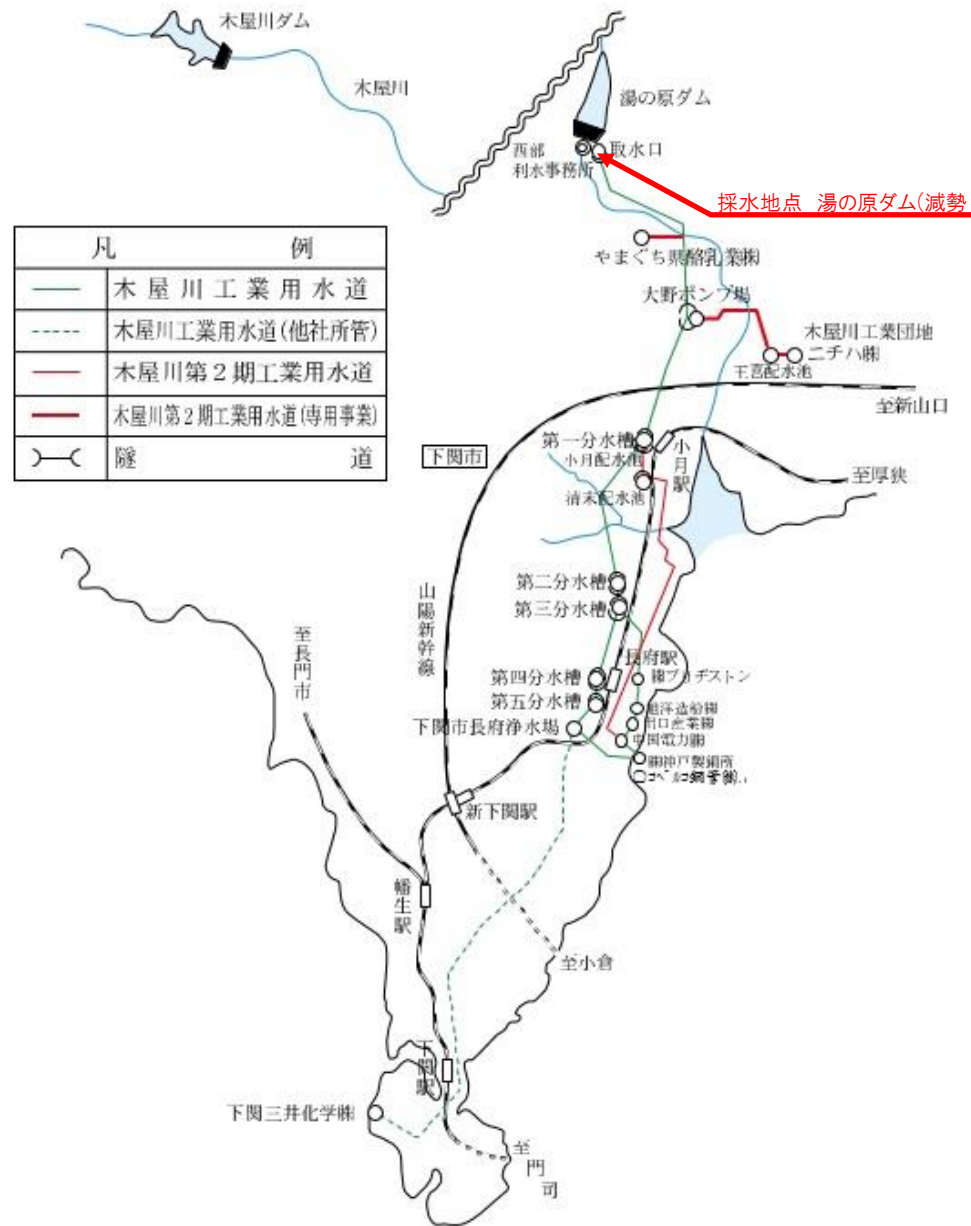 木屋川ダム
木屋川
湯の原ダム
西部
利水事務所
取水口
採水地点 湯の原ダム(減勢
凡 例
木屋川工業用水道
木屋川工業用水道(他社所管)
木屋川第2期工業用水道
木屋川第2期工業用水道(専用事業)
隧 道
やまぐち県酪乳業㈱
大野ポンプ場
木屋川工業団地
ニチハ㈱
王喜配水池
至新山口
下関市
第一分水槽
小月配水池
小月駅
清末配水池
至厚狭
山陽新幹線
第二分水槽
第三分水槽
至長門市
長府駅
第四分水槽
㈱ブリヂストン
第五分水槽
旭洋造船㈱
下関市長府浄水場
中国電力㈱
㈱神戸製鋼所
新下関駅
幡生駅
至小倉
下関駅
下関三井化学㈱
至門司